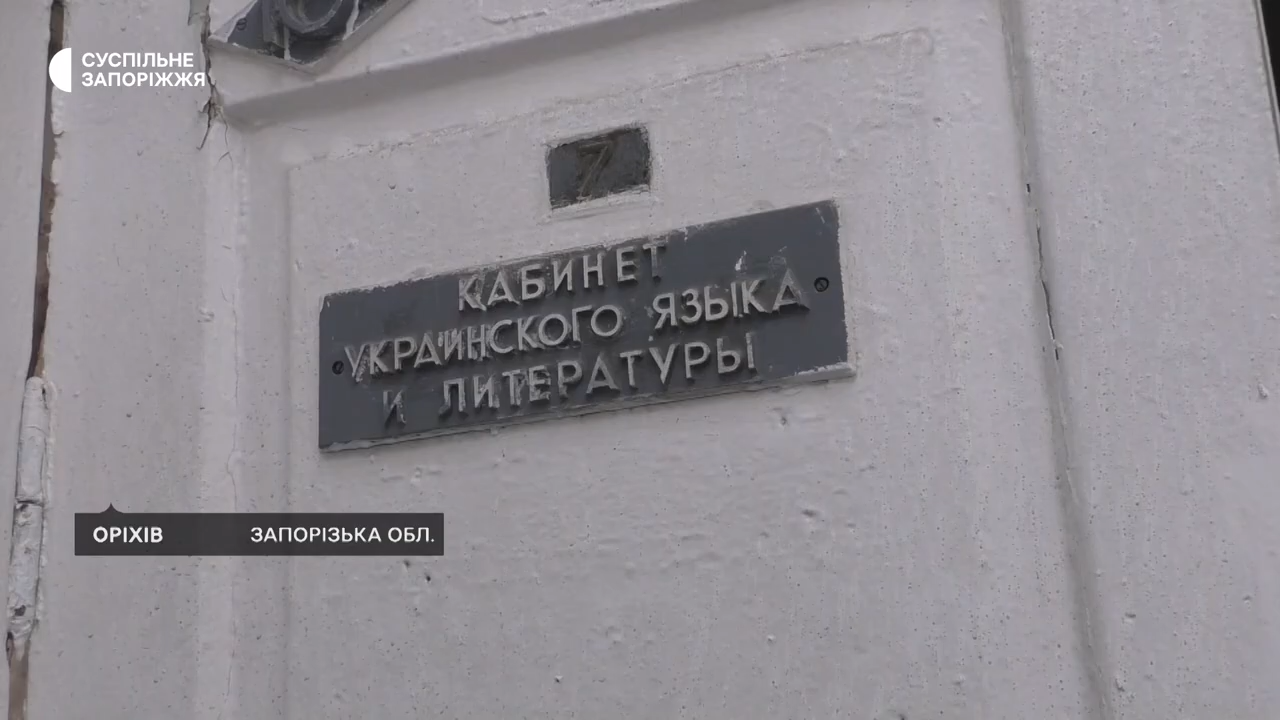 СУСПІЛЬНЕ
ЗАПОРІЖЖЯ
7
КАБИНЕТ
УКРАИНСКОГО ЯЗЫКА
И ЛИТЕРАТУРЫ
ОРІХІВ ЗАПОРІЗЬКА ОБЛ.